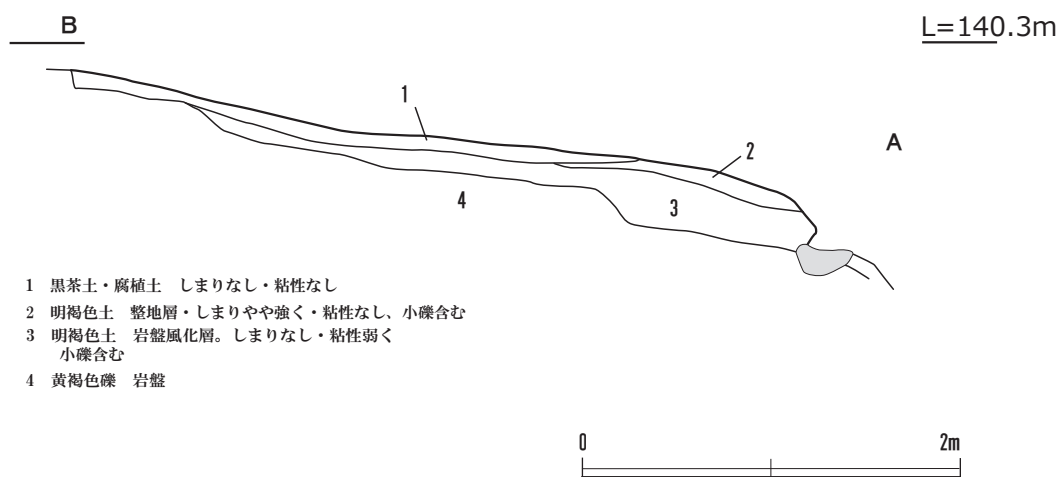 B
L=140.3m
1
A
2
4
3
1 黒茶土・腐植土 しまりなし・粘性なし
2 明褐色土 整地層・しまりやや強く・粘性なし、小礫含む
3 明褐色土 岩盤風化層。しまりなし・粘性弱く
小礫含む
4 黄褐色礫 岩盤
0 2m